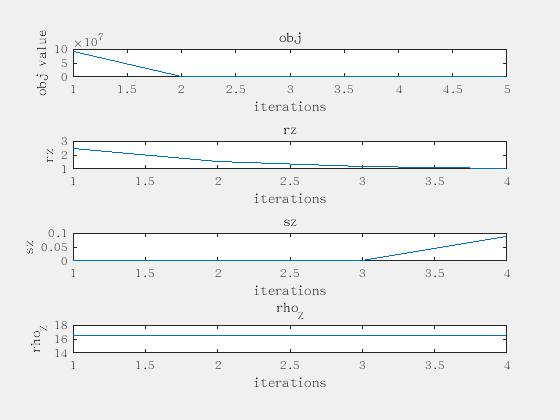 obj
×10⁷
obj value
10
5
0
1 1.5 2 2.5 3 3.5 4 4.5 5
iterations
rz
rz
3
2
1
1 1.5 2 2.5 3 3.5 4
iterations
sz
sz
0.1
0.05
0
1 1.5 2 2.5 3 3.5 4
iterations
rho_z
rho_z
18
16
14
1 1.5 2 2.5 3 3.5 4
iterations